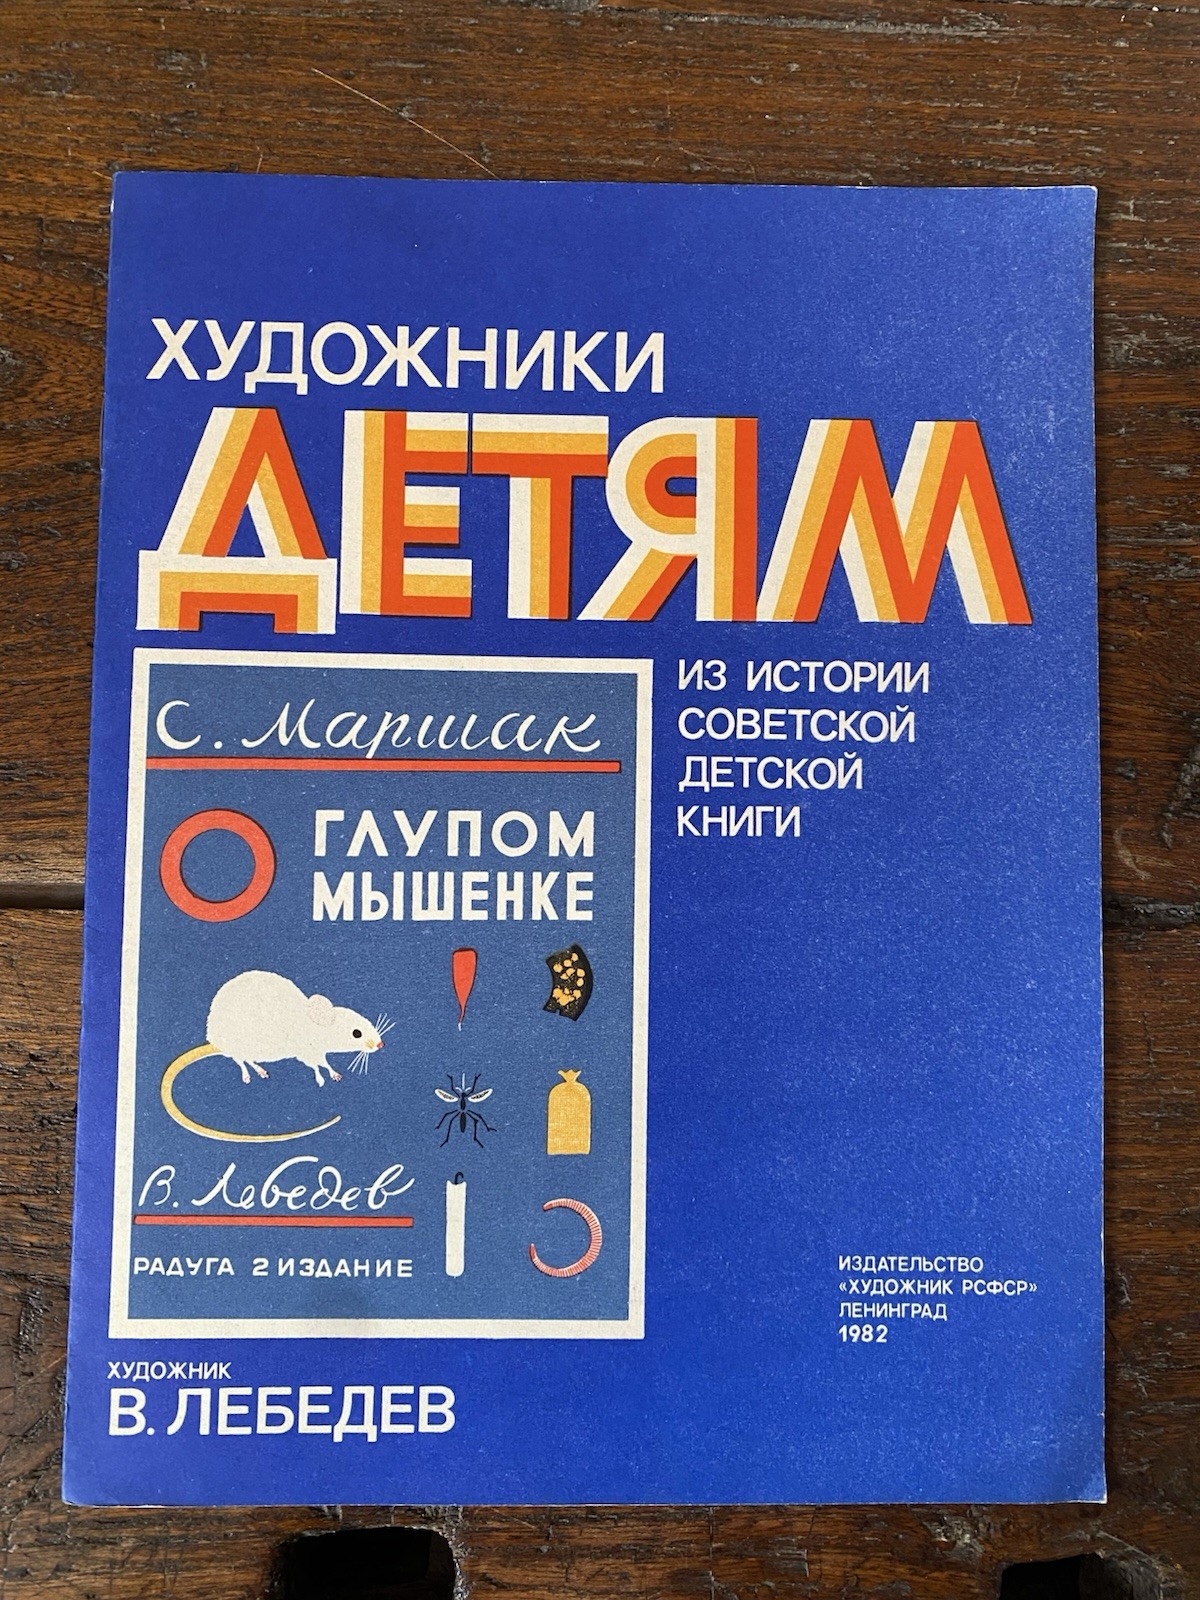 ХУДОЖНИКИ
ДЕТЯМ
ИЗ ИСТОРИИ
СОВЕТСКОЙ
ДЕТСКОЙ
КНИГИ
С. Маршак
О ГЛУПОМ
МЫШЕНКЕ
В. Лебедев
РАДУГА 2 ИЗДАНИЕ
ИЗДАТЕЛЬСТВО
«ХУДОЖНИК РСФСР»
ЛЕНИНГРАД
1982
ХУДОЖНИК
В. ЛЕБЕДЕВ